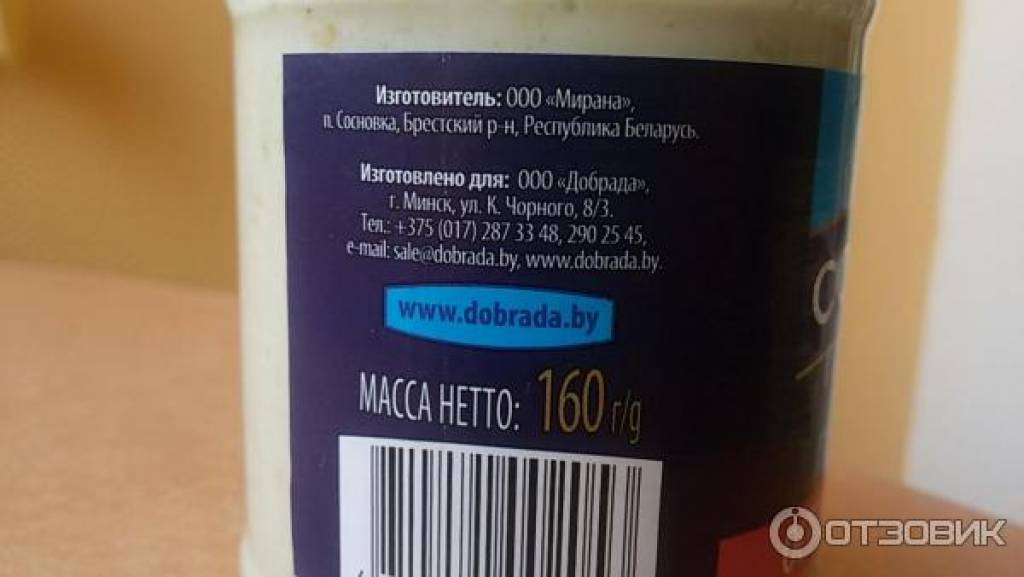 Изготовитель: ООО «Мирана»,
п. Сосновка, Брестский р-н, Республика Беларусь.
Изготовлено для: ООО «Добрада»,
г. Минск, ул. К. Чорного, 8/3.
Тел.: +375 (017) 287 33 48, 290 25 45,
e-mail: sale@dobrada.by, www.dobrada.by.
www.dobrada.by
МАССА НЕТТО: 160 г/g
ОТЗОВИК